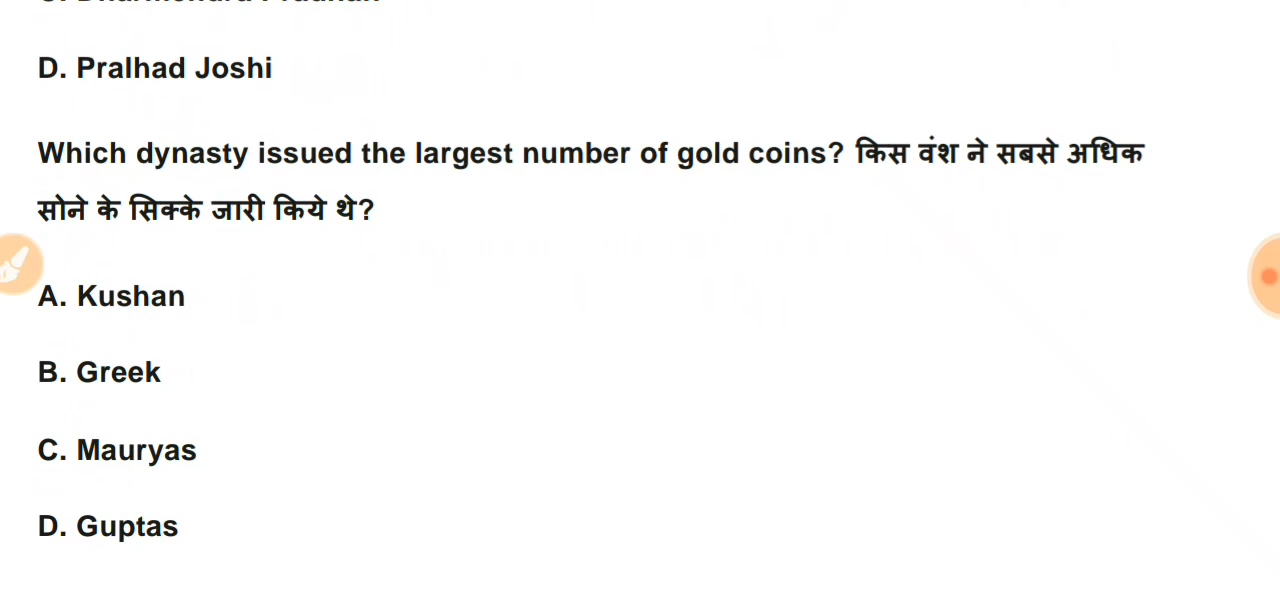 D. Pralhad Joshi
Which dynasty issued the largest number of gold coins? किस वंश ने सबसे अधिक
सोने के सिक्के जारी किये थे?
A. Kushan
B. Greek
C. Mauryas
D. Guptas